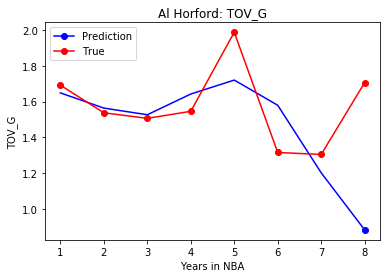 Al Horford: TOV_G
Prediction
True
TOV_G
2.0
1.8
1.6
1.4
1.2
1.0
1 2 3 4 5 6 7 8
Years in NBA